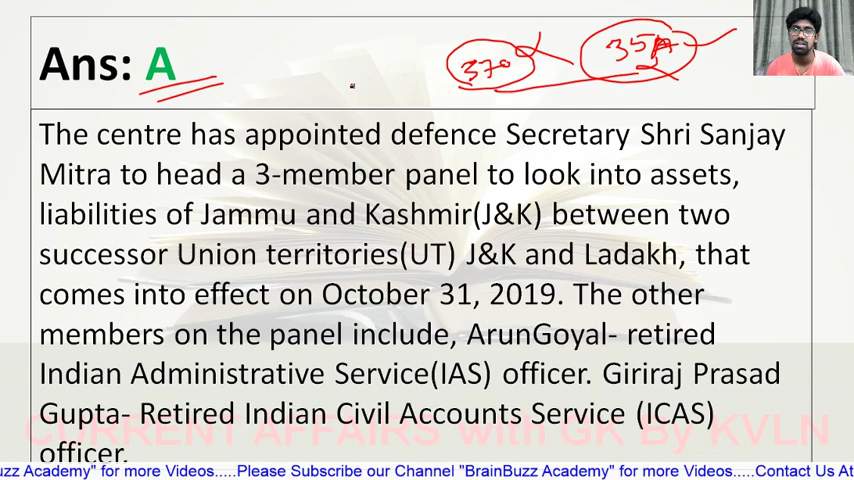 Ans: A
370
35A
The centre has appointed defence Secretary Shri Sanjay
Mitra to head a 3-member panel to look into assets,
liabilities of Jammu and Kashmir(J&K) between two
successor Union territories(UT) J&K and Ladakh, that
comes into effect on October 31, 2019. The other
members on the panel include, ArunGoyal- retired
Indian Administrative Service(IAS) officer. Giriraj Prasad
Gupta- Retired Indian Civil Accounts Service (ICAS)
officer.
CURRENT AFFAIRS with GK By KVLN
uzz Academy" for more Videos.....Please Subscribe our Channel "BrainBuzz Academy" for more Videos.....Contact Us At